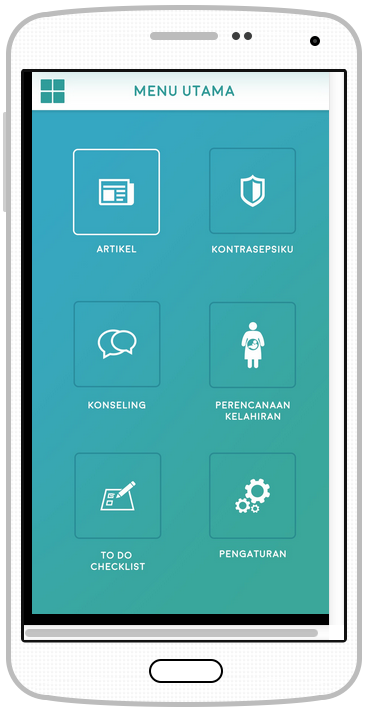 MENU UTAMA
ARTIKEL
KONTRASEPSIKU
KONSELING
PERENCANAAN
KELAHIRAN
TO DO
CHECKLIST
PENGATURAN